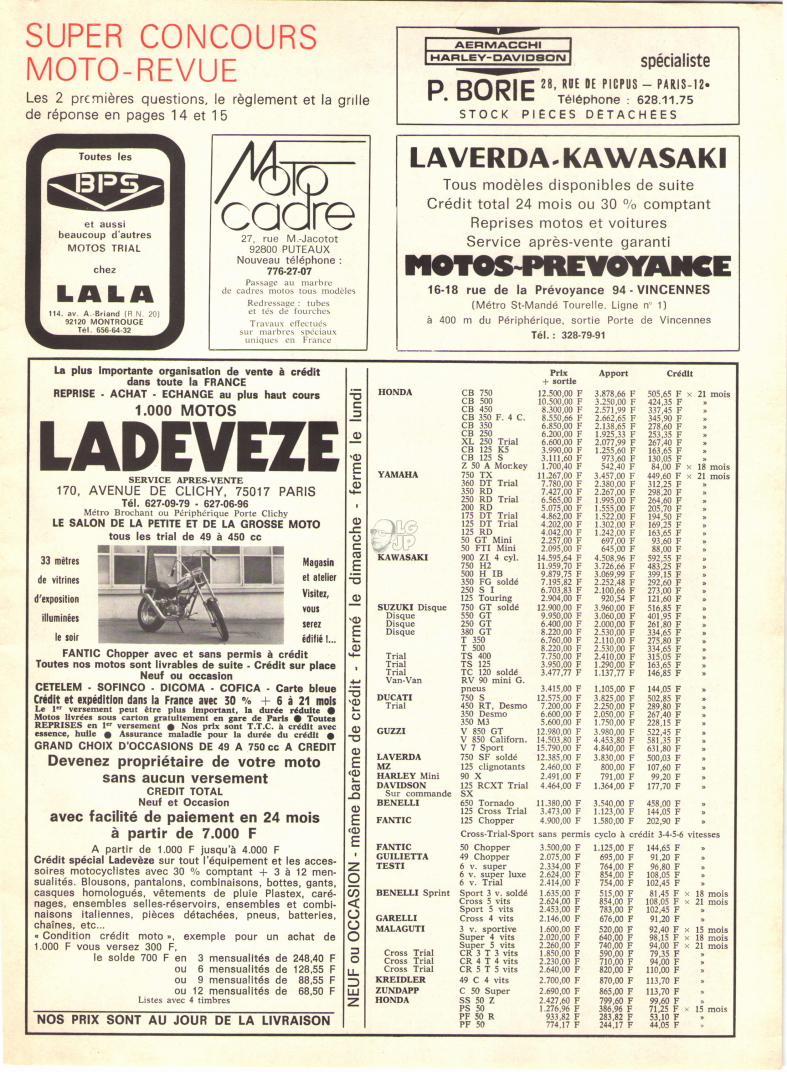 SUPER CONCOURS
MOTO-REVUE
Les 2 premières questions, le règlement et la grille
de réponse en pages 14 et 15
AERMACCHI
HARLEY-DAVIDSON
spécialiste
P. BORIE 28, RUE DE PICPUS — PARIS-12e
Téléphone : 628.11.75
STOCK PIÈCES DÉTACHÉES
Toutes les
BPS
et aussi
beaucoup d'autres
MOTOS TRIAL
chez
LALA
114. av. A.-Briand (R.N. 20)
92120 MONTROUGE
Tél. 656-64-32
Moto
cadre
27, rue M.-Jacotot
92800 PUTEAUX
Nouveau téléphone :
776-27-07
Passage au marbre
de cadres motos tous modèles
Redressage : tubes
et tés de fourches
Travaux effectués
sur marbres spéciaux
uniques en France
LAVERDA-KAWASAKI
Tous modèles disponibles de suite
Crédit total 24 mois ou 30 % comptant
Reprises motos et voitures
Service après-vente garanti
MOTOS-PREVOYANCE
16-18 rue de la Prévoyance 94 - VINCENNES
(Métro St-Mandé Tourelle. Ligne n° 1)
à 400 m du Périphérique, sortie Porte de Vincennes
Tél. : 328-79-91
La plus importante organisation de vente à crédit
dans toute la FRANCE
REPRISE - ACHAT - ECHANGE au plus haut cours
1.000 MOTOS
LADEVEZE
SERVICE APRES-VENTE
170, AVENUE DE CLICHY, 75017 PARIS
Tél. 627-09-79 - 627-06-96
Métro Brochant ou Périphérique Porte Clichy
LE SALON DE LA PETITE ET DE LA GROSSE MOTO
tous les trial de 49 à 450 cc
33 mètres
de vitrines
d'exposition
illuminées
le soir
Magasin
et atelier
Visitez,
vous
serez
édifié !...
FANTIC Chopper avec et sans permis à crédit
Toutes nos motos sont livrables de suite - Crédit sur place
Neuf ou occasion
CETELEM - SOFINCO - DICOMA - COFICA - Carte bleue
Crédit et expédition dans la France avec 30 % + 6 à 21 mois
Le 1er versement peut être plus important, la durée réduite ●
Motos livrées sous carton gratuitement en gare de Paris ● Toutes
REPRISES en 1er versement ● Nos prix sont T.T.C. à crédit avec
essence, huile ● Assurance maladie pour la durée du crédit ●
GRAND CHOIX D'OCCASIONS DE 49 A 750 cc A CREDIT
Devenez propriétaire de votre moto
sans aucun versement
CREDIT TOTAL
Neuf et Occasion
avec facilité de paiement en 24 mois
à partir de 7.000 F
A partir de 1.000 F jusqu'à 4.000 F
Crédit spécial Ladevèze sur tout l'équipement et les acces-
soires motocyclistes avec 30 % comptant + 3 à 12 men-
sualités. Blousons, pantalons, combinaisons, bottes, gants,
casques homologués, vêtements de pluie Plastex, caré-
nages, ensembles selles-réservoirs, ensembles et combi-
naisons italiennes, pièces détachées, pneus, batteries,
chaînes, etc...
« Condition crédit moto », exemple pour un achat de
1.000 F vous versez 300 F,
le solde 700 F en 3 mensualités de 248,40 F
ou 6 mensualités de 128,55 F
ou 9 mensualités de 88,55 F
ou 12 mensualités de 68,50 F
Listes avec 4 timbres
NOS PRIX SONT AU JOUR DE LA LIVRAISON
NEUF ou OCCASION - même barême de crédit - fermé le dimanche - fermé le lundi
Prix Apport Crédit
+ sortie
HONDA CB 750 12.500,00 F 3.878,66 F 505,65 F × 21 mois
CB 500 10.500,00 F 3.250,00 F 424,35 F »
CB 450 8.300,00 F 2.571,99 F 337,45 F »
CB 350 F. 4 C. 8.550,66 F 2.662,65 F 345,90 F »
CB 350 6.850,00 F 2.138,65 F 278,60 F »
CB 250 6.200,00 F 1.925,33 F 253,35 F »
XL 250 Trial 6.600,00 F 2.077,99 F 267,40 F »
CB 125 K5 3.990,00 F 1.255,60 F 163,65 F »
CB 125 S 3.111,60 F 973,60 F 130,05 F »
Z 50 A Monkey 1.700,40 F 542,40 F 84,00 F × 18 mois
YAMAHA 750 TX 11.267,00 F 3.457,00 F 449,60 F × 21 mois
360 DT Trial 7.780,00 F 2.380,00 F 312,25 F »
350 RD 7.427,00 F 2.267,00 F 298,20 F »
250 RD Trial 6.565,00 F 1.995,00 F 264,60 F »
200 RD 5.075,00 F 1.555,00 F 205,70 F »
175 DT Trial 4.862,00 F 1.522,00 F 194,50 F »
125 DT Trial 4.202,00 F 1.302,00 F 169,25 F »
125 RD 4.042,00 F 1.242,00 F 163,65 F »
50 GT Mini 2.257,00 F 697,00 F 93,60 F »
50 FTI Mini 2.095,00 F 645,00 F 88,00 F »
KAWASAKI 900 ZI 4 cyl. 14.595,64 F 4.508,96 F 592,55 F »
750 H2 11.959,70 F 3.726,66 F 483,25 F »
500 H IB 9.879,75 F 3.069,99 F 399,15 F »
350 FG soldé 7.195,82 F 2.252,48 F 292,60 F »
250 S I 6.703,83 F 2.100,66 F 273,00 F »
125 Touring 2.904,00 F 920,54 F 121,60 F »
SUZUKI Disque 750 GT soldé 12.900,00 F 3.960,00 F 516,85 F »
Disque 550 GT 9.950,00 F 3.060,00 F 401,95 F »
Disque 250 GT 6.400,00 F 2.000,00 F 261,80 F »
Disque 380 GT 8.220,00 F 2.530,00 F 334,65 F »
T 350 6.760,00 F 2.110,00 F 275,80 F »
T 500 8.220,00 F 2.530,00 F 334,65 F »
Trial TS 400 7.750,00 F 2.410,00 F 315,05 F »
Trial TS 125 3.950,00 F 1.290,00 F 163,65 F »
Trial TC 120 soldé 3.477,77 F 1.137,77 F 146,85 F »
Van-Van RV 90 mini G.
pneus 3.415,00 F 1.105,00 F 144,05 F »
DUCATI 750 S 12.575,00 F 3.825,00 F 502,85 F »
Trial 450 RT, Desmo 7.200,00 F 2.250,00 F 289,80 F »
350 Desmo 6.600,00 F 2.050,00 F 267,40 F »
350 M3 5.600,00 F 1.750,00 F 228,15 F »
GUZZI V 850 GT 12.980,00 F 3.980,00 F 522,45 F »
V 850 Californ. 14.503,80 F 4.453,80 F 581,35 F »
V 7 Sport 15.790,00 F 4.840,00 F 631,80 F »
LAVERDA 750 SF soldé 12.385,00 F 3.830,00 F 500,03 F »
MZ 125 clignotants 2.460,00 F 800,00 F 107,60 F »
HARLEY Mini 90 X 2.491,00 F 791,00 F 99,20 F »
DAVIDSON 125 RCXT Trial 4.464,00 F 1.364,00 F 177,70 F »
Sur commande SX
BENELLI 650 Tornado 11.380,00 F 3.540,00 F 458,00 F »
125 Cross Trial 3.473,00 F 1.123,00 F 144,05 F »
FANTIC 125 Chopper 4.900,00 F 1.580,00 F 202,90 F »
Cross-Trial-Sport sans permis cyclo à crédit 3-4-5-6 vitesses
FANTIC 50 Chopper 3.500,00 F 1.125,00 F 144,65 F »
GUILIETTA 49 Chopper 2.075,00 F 695,00 F 91,20 F »
TESTI 6 v. super 2.334,00 F 764,00 F 96,80 F »
6 v. super luxe 2.624,00 F 854,00 F 108,05 F »
6 v. Trial 2.414,00 F 754,00 F 102,45 F »
BENELLI Sprint Sport 3 v. soldé 1.635,00 F 515,00 F 81,45 F × 18 mois
Cross 5 vits 2.624,00 F 854,00 F 108,05 F × 21 mois
Sport 5 vits 2.453,00 F 783,00 F 102,45 F »
GARELLI Cross 4 vits 2.146,00 F 676,00 F 91,20 F »
MALAGUTI 3 v. sportive 1.600,00 F 520,00 F 92,40 F × 15 mois
Super 4 vits 2.020,00 F 640,00 F 98,15 F × 18 mois
Super 5 vits 2.260,00 F 740,00 F 94,00 F × 21 mois
Cross Trial CR 3 T 3 vits 1.850,00 F 590,00 F 79,35 F »
Cross Trial CR 4 T 4 vits 2.230,00 F 710,00 F 94,00 F »
Cross Trial CR 5 T 5 vits 2.640,00 F 820,00 F 110,00 F »
KREIDLER 49 C 4 vits 2.700,00 F 870,00 F 113,70 F »
ZUNDAPP C 50 Super 2.690,00 F 865,00 F 113,70 F »
HONDA SS 50 Z 2.427,60 F 799,60 F 99,60 F »
PS 50 1.276,96 F 386,96 F 71,25 F × 15 mois
PF 50 R 933,82 F 283,82 F 53,10 F »
PF 50 774,17 F 244,17 F 44,05 F »
LG
JP